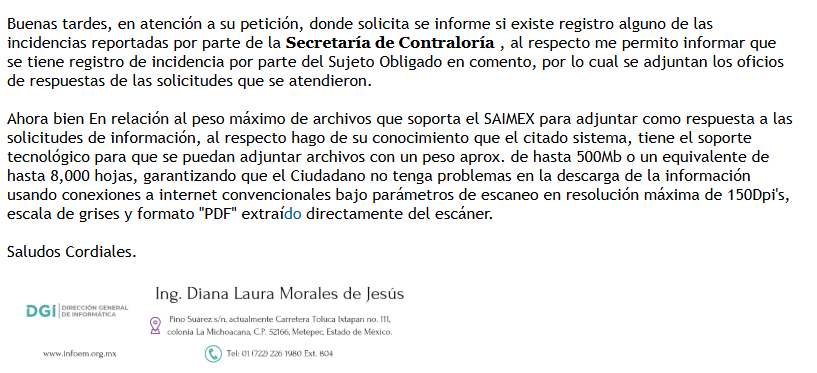 Buenas tardes, en atención a su petición, donde solicita se informe si existe registro alguno de las
incidencias reportadas por parte de la Secretaría de Contraloría , al respecto me permito informar que
se tiene registro de incidencia por parte del Sujeto Obligado en comento, por lo cual se adjuntan los oficios
de respuestas de las solicitudes que se atendieron.
Ahora bien En relación al peso máximo de archivos que soporta el SAIMEX para adjuntar como respuesta a las
solicitudes de información, al respecto hago de su conocimiento que el citado sistema, tiene el soporte
tecnológico para que se puedan adjuntar archivos con un peso aprox. de hasta 500Mb o un equivalente de
hasta 8,000 hojas, garantizando que el Ciudadano no tenga problemas en la descarga de la información
usando conexiones a internet convencionales bajo parámetros de escaneo en resolución máxima de 150Dpi's,
escala de grises y formato "PDF" extraído directamente del escáner.
Saludos Cordiales.
Ing. Diana Laura Morales de Jesús
DGI DIRECCIÓN GENERAL
DE INFORMÁTICA
Pino Suárez s/n, actualmente Carretera Toluca Ixtapan no. 111,
colonia La Michoacana, C.P. 52166, Metepec, Estado de México.
www.infoem.org.mx
Tel: 01 (722) 226 1980 Ext. 804